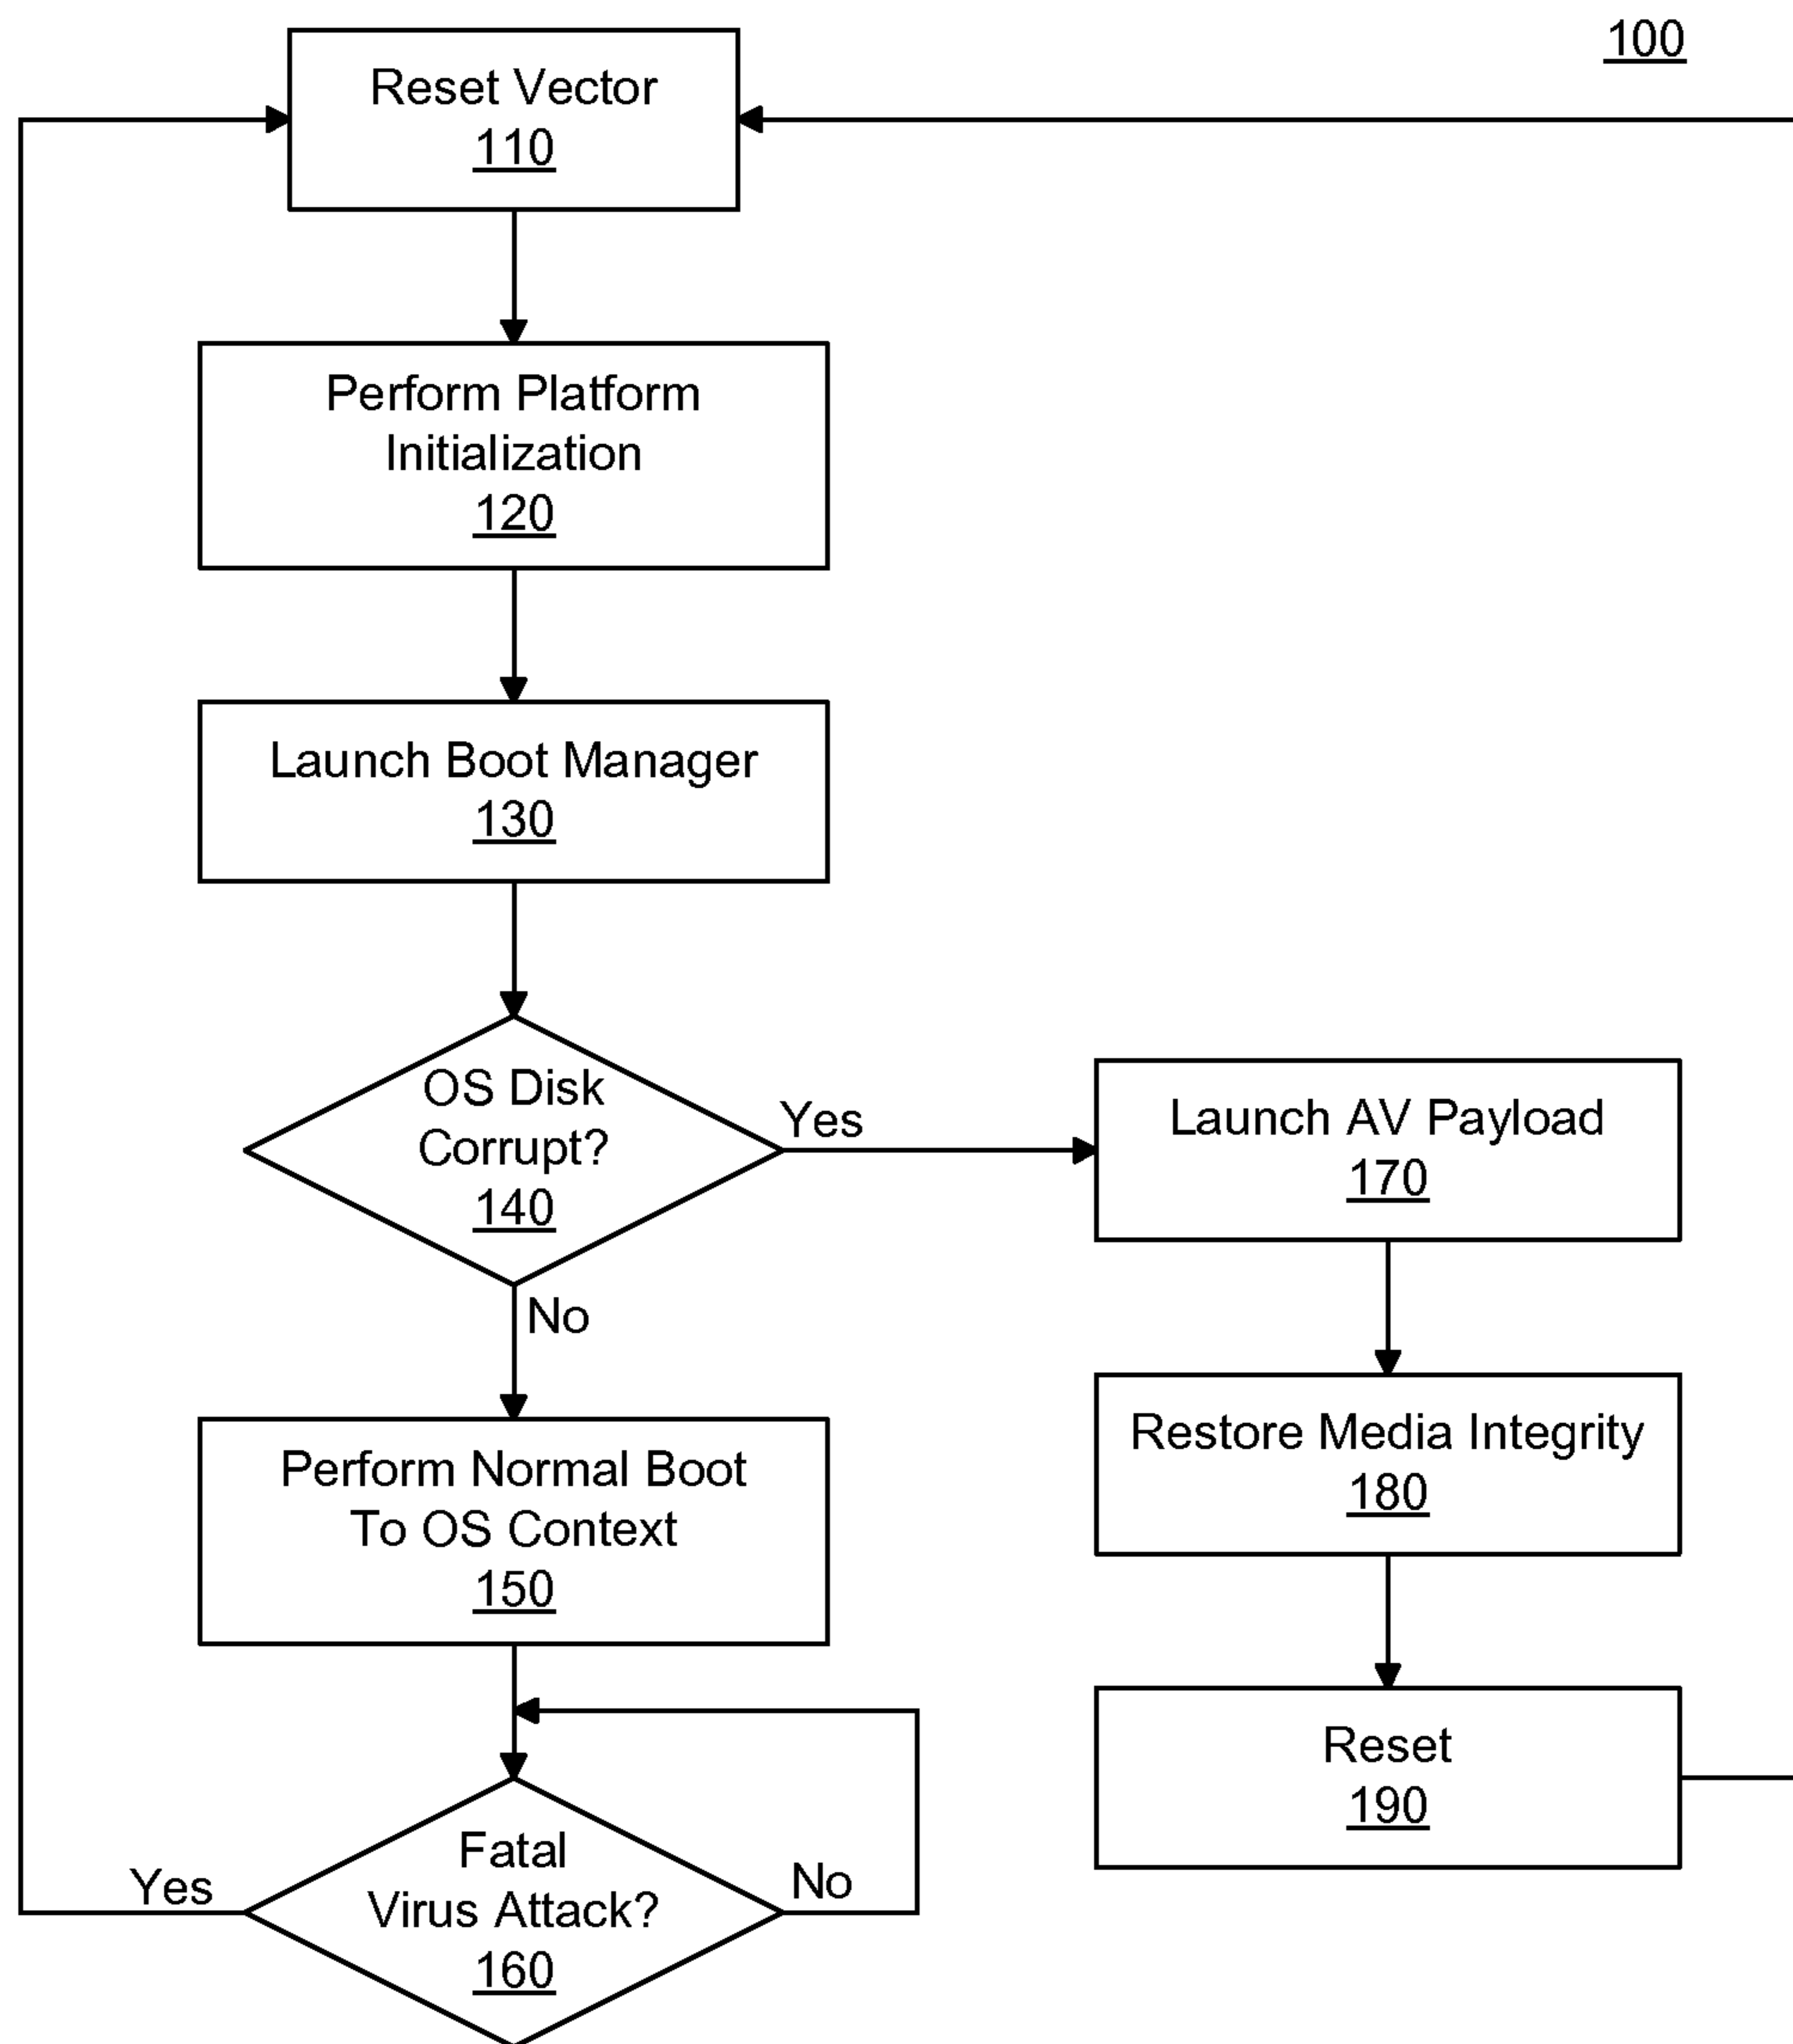 100
Reset Vector
110
Perform Platform
Initialization
120
Launch Boot Manager
130
OS Disk
Corrupt?
140
Yes
No
Launch AV Payload
170
Restore Media Integrity
180
Reset
190
Perform Normal Boot
To OS Context
150
Fatal
Virus Attack?
160
Yes
No